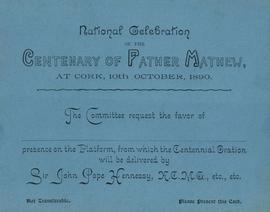 National Celebration
OF THE
CENTENARY OF FATHER MATHEW,
AT CORK, 10th OCTOBER, 1890.
The Committee request the favor of
presence on the Platform, from which the Centennial Oration
will be delivered by
Sir John Pope Hennessy, K.C.M.G., etc., etc.
Not Transferable.
Please Present this Card.